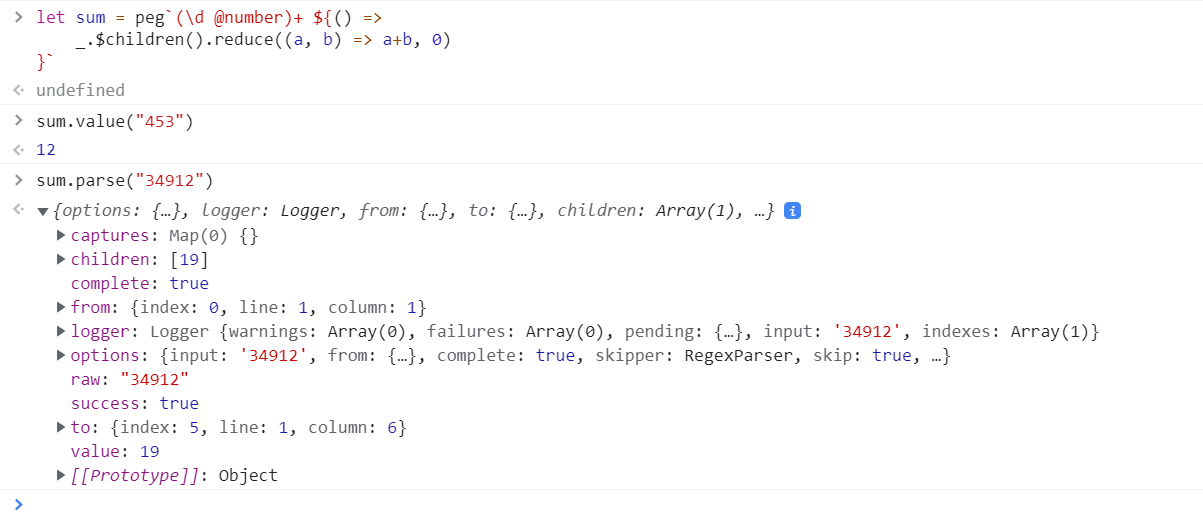 let sum = peg`(\d @number)+ ${() =>
_.$children().reduce((a, b) => a+b, 0)
}`
undefined
sum.value("453")
12
sum.parse("34912")
{options: {…}, logger: Logger, from: {…}, to: {…}, children: Array(1), …} i
captures: Map(0) {}
children: [19]
complete: true
from: {index: 0, line: 1, column: 1}
logger: Logger {warnings: Array(0), failures: Array(0), pending: {…}, input: '34912', indexes: Array(1)}
options: {input: '34912', from: {…}, complete: true, skipper: RegexParser, skip: true, …}
raw: "34912"
success: true
to: {index: 5, line: 1, column: 6}
value: 19
[[Prototype]]: Object